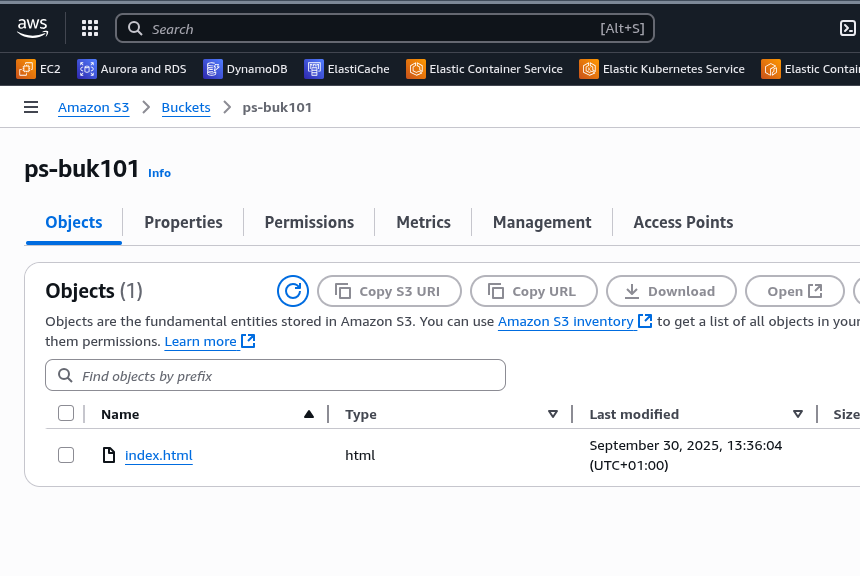 aws
Search [Alt+S]
EC2 Aurora and RDS DynamoDB ElastiCache Elastic Container Service Elastic Kubernetes Service Elastic Contai
Amazon S3 > Buckets > ps-buk101
ps-buk101 Info
Objects Properties Permissions Metrics Management Access Points
Objects (1) Copy S3 URI Copy URL Download Open
Objects are the fundamental entities stored in Amazon S3. You can use Amazon S3 inventory to get a list of all objects in your
them permissions. Learn more
Find objects by prefix
Name Type Last modified Size
index.html html September 30, 2025, 13:36:04
(UTC+01:00)